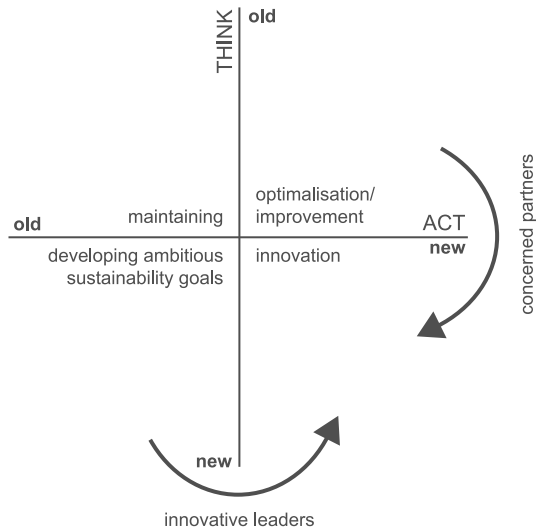 old
THINK
concerned partners
optimalisation/
improvement
maintaining
old
ACT
new
developing ambitious
sustainability goals
innovation
new
innovative leaders